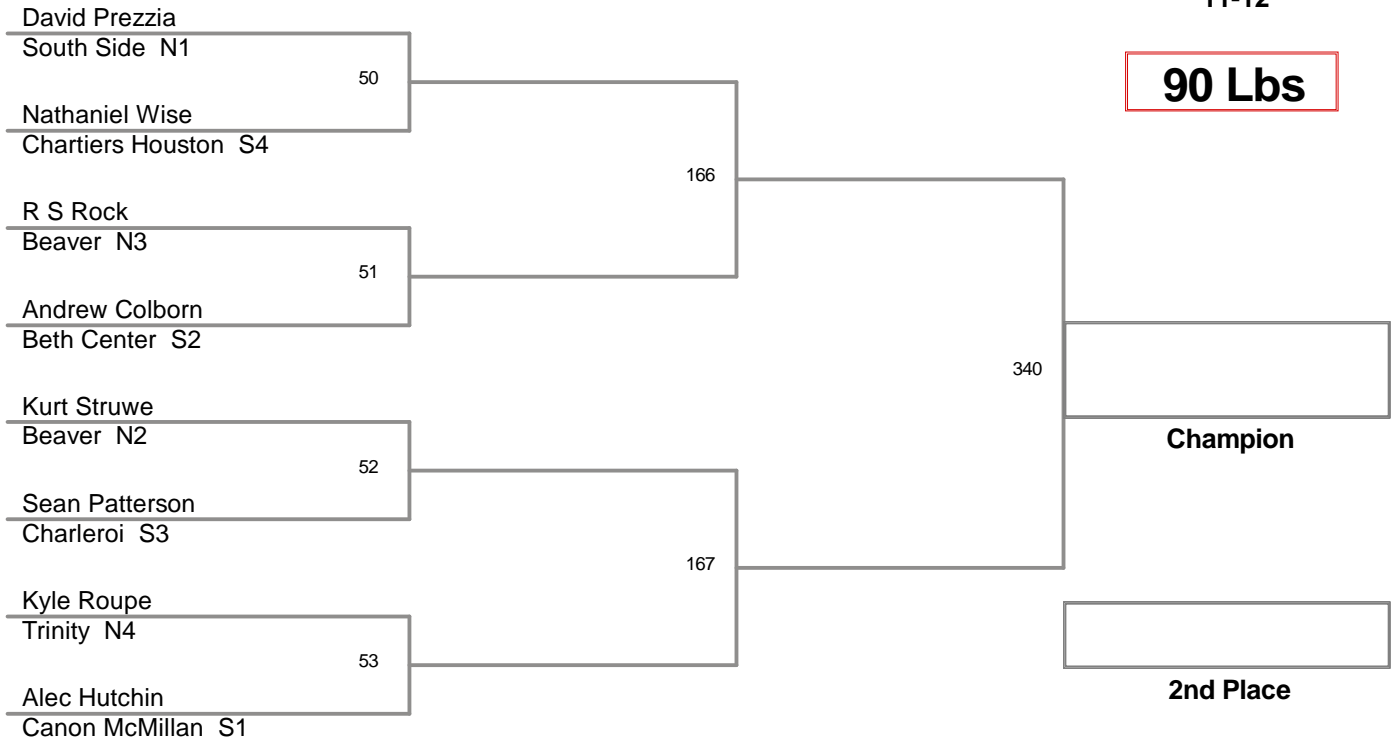 11-12
90 Lbs
David Prezzia
South Side N1
50
Nathaniel Wise
Chartiers Houston S4
166
R S Rock
Beaver N3
51
Andrew Colborn
Beth Center S2
340
Champion
Kurt Struwe
Beaver N2
52
Sean Patterson
Charleroi S3
167
Kyle Roupe
Trinity N4
53
Alec Hutchin
Canon McMillan S1
2nd Place